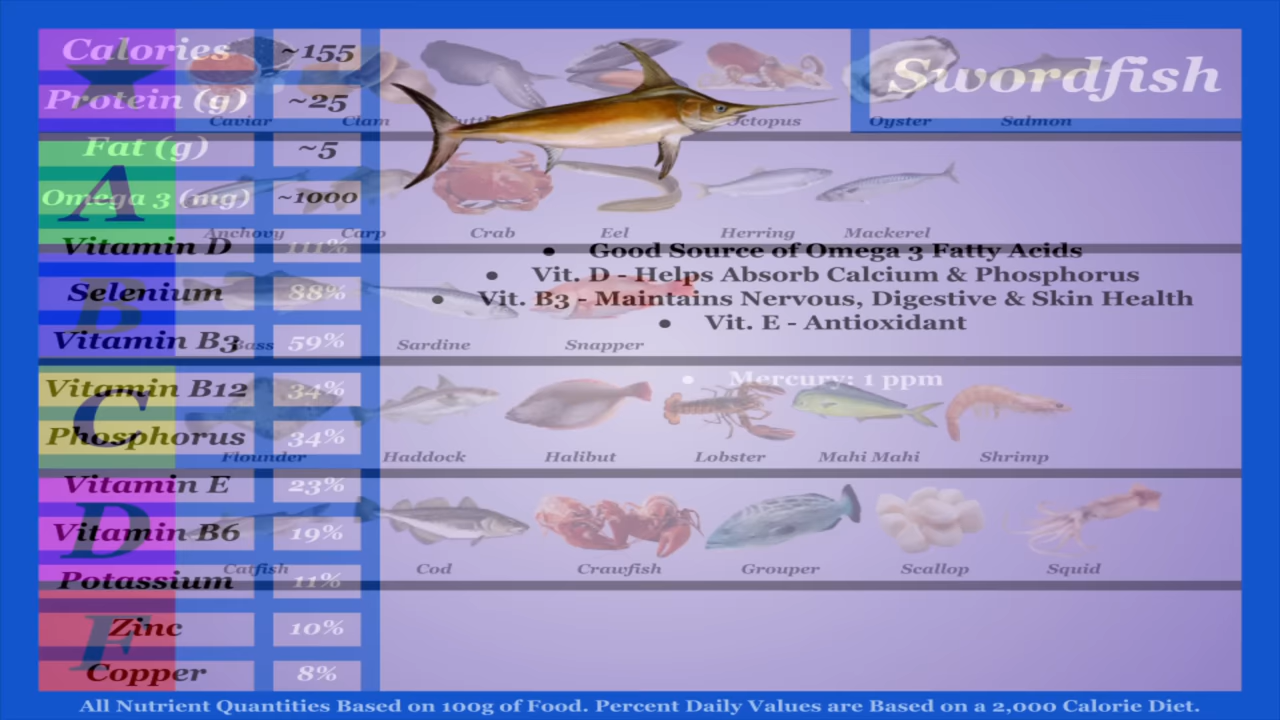 Swordfish
Calories ~155
Protein (g) ~25
Fat (g) ~5
Omega 3 (mg) ~1000
Vitamin D 111%
Selenium 88%
Vitamin B3 59%
Vitamin B12 34%
Phosphorus 34%
Vitamin E 23%
Vitamin B6 19%
Potassium 11%
Zinc 10%
Copper 8%
• Good Source of Omega 3 Fatty Acids
• Vit. D - Helps Absorb Calcium & Phosphorus
• Vit. B3 - Maintains Nervous, Digestive & Skin Health
• Vit. E - Antioxidant
• Mercury: 1 ppm
Caviar Clam Octopus Oyster Salmon
A
Anchovy Carp Crab Eel Herring Mackerel
B
Bass Sardine Snapper
C
Flounder Haddock Halibut Lobster Mahi Mahi Shrimp
D
Catfish Cod Crawfish Grouper Scallop Squid
F
All Nutrient Quantities Based on 100g of Food. Percent Daily Values are Based on a 2,000 Calorie Diet.